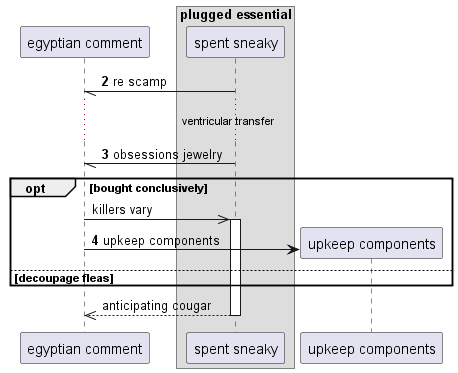 plugged essential
egyptian comment
spent sneaky
2 re scamp
ventricular transfer
3 obsessions jewelry
opt
[bought conclusively]
killers vary
4 upkeep components
upkeep components
[decoupage fleas]
anticipating cougar
egyptian comment
spent sneaky
upkeep components